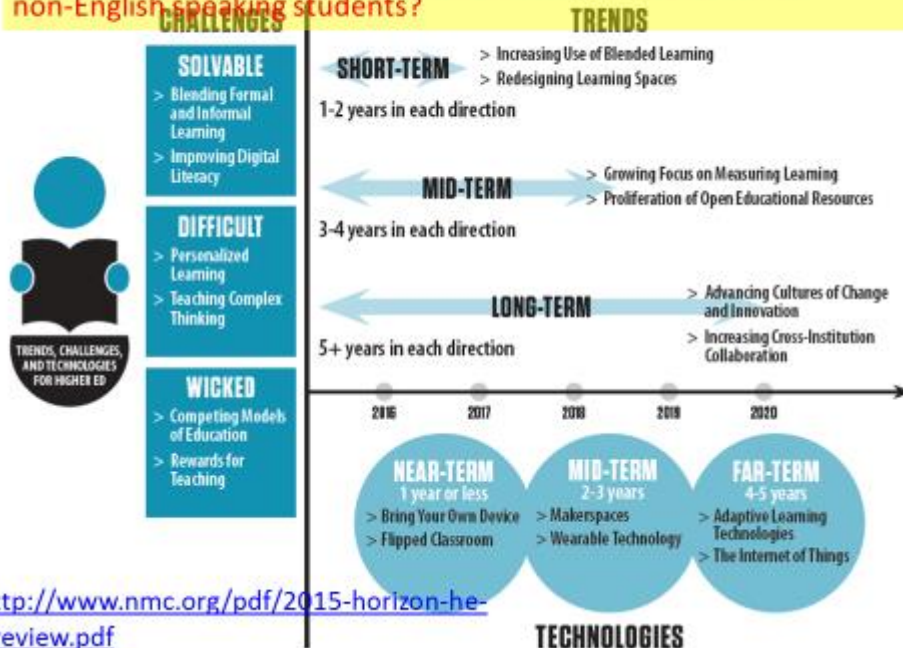 non-English speaking students?
CHALLENGES
TRENDS
SOLVABLE
> Blending Formal
and Informal
Learning
> Improving Digital
Literacy
DIFFICULT
> Personalized
Learning
> Teaching Complex
Thinking
WICKED
> Competing Models
of Education
> Rewards for
Teaching
TRENDS, CHALLENGES,
AND TECHNOLOGIES
FOR HIGHER ED
SHORT-TERM
> Increasing Use of Blended Learning
> Redesigning Learning Spaces
1-2 years in each direction
MID-TERM
> Growing Focus on Measuring Learning
> Proliferation of Open Educational Resources
3-4 years in each direction
LONG-TERM
> Advancing Cultures of Change
and Innovation
> Increasing Cross-Institution
Collaboration
5+ years in each direction
2016 2017 2018 2019 2020
NEAR-TERM
1 year or less
> Bring Your Own Device
> Flipped Classroom
MID-TERM
2-3 years
> Makerspaces
> Wearable Technology
FAR-TERM
4-5 years
> Adaptive Learning
Technologies
> The Internet of Things
TECHNOLOGIES
tp://www.nmc.org/pdf/2015-horizon-he-
review.pdf